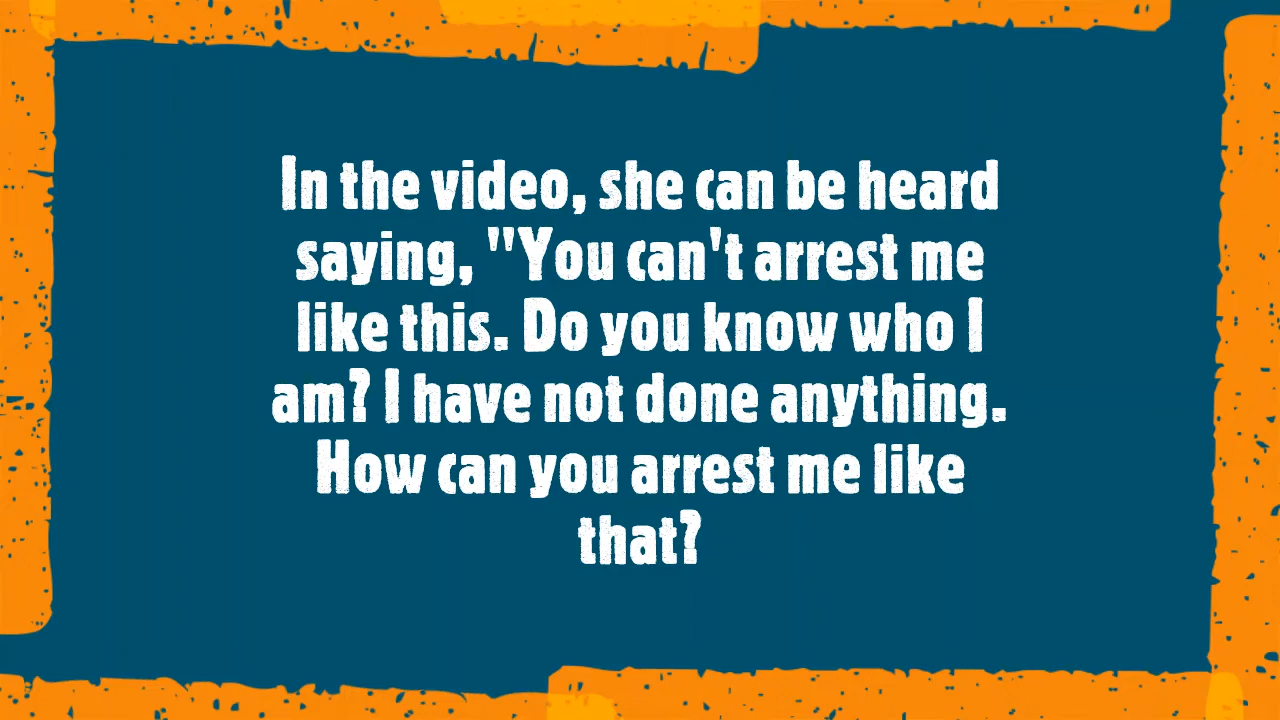 In the video, she can be heard
saying, "You can't arrest me
like this. Do you know who I
am? I have not done anything.
How can you arrest me like
that?